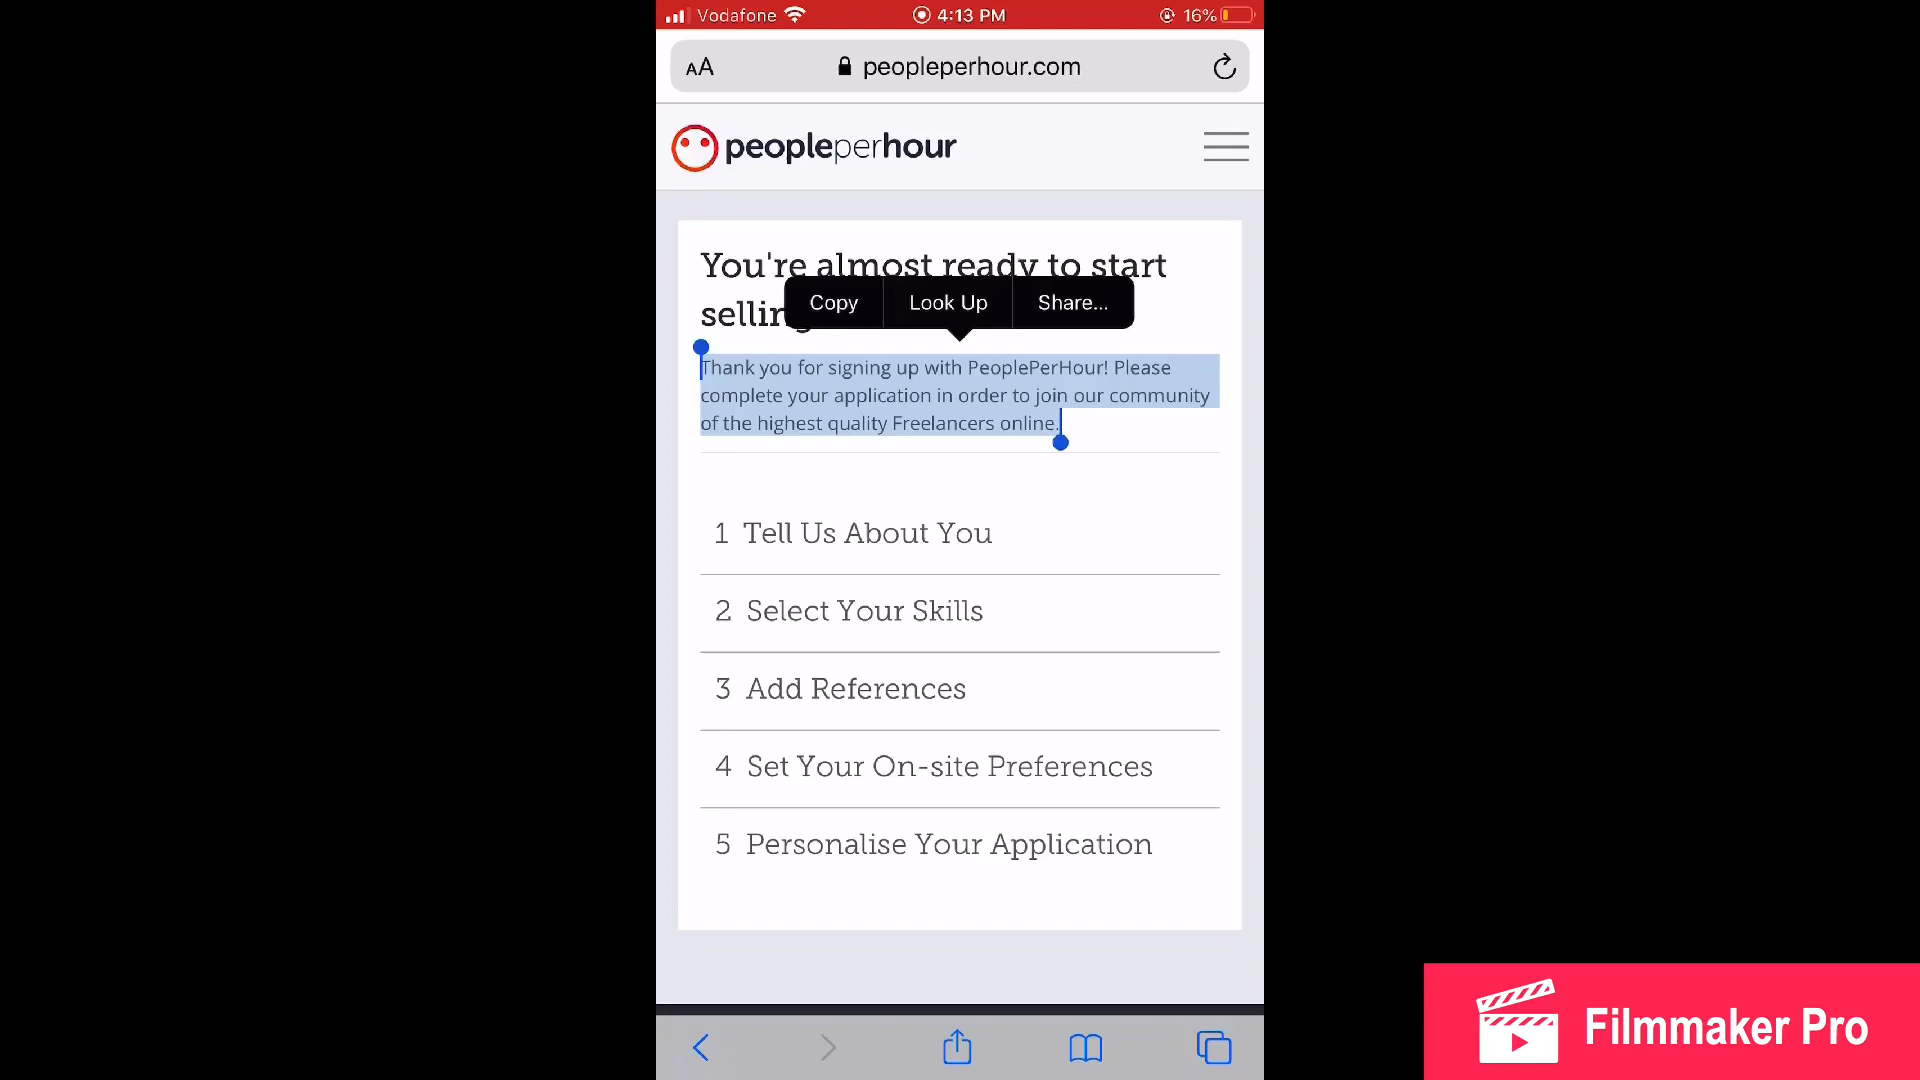 Vodafone 4:13 PM 16%
AA peopleperhour.com
peopleperhour
You're almost ready to start
selling
Copy Look Up Share...
Thank you for signing up with PeoplePerHour! Please
complete your application in order to join our community
of the highest quality Freelancers online.
1 Tell Us About You
2 Select Your Skills
3 Add References
4 Set Your On-site Preferences
5 Personalise Your Application
Filmmaker Pro